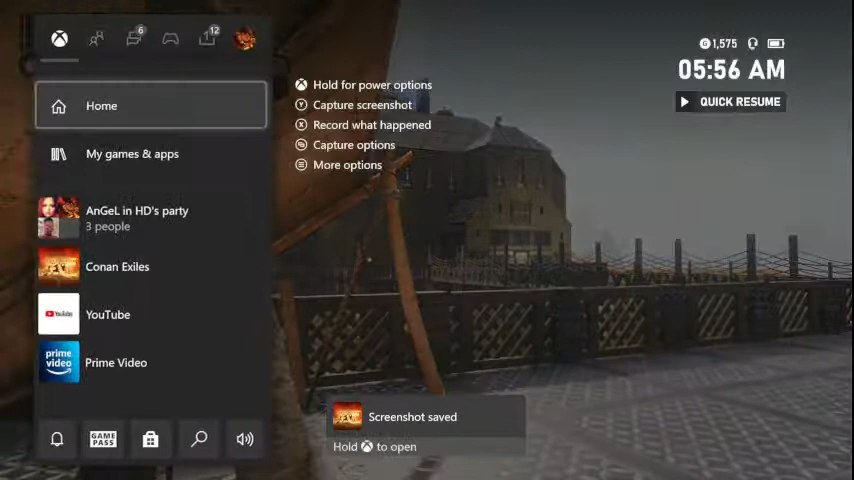 6
12
Home
My games & apps
AnGeL in HD's party
3 people
Conan Exiles
YouTube
YouTube
prime
video
Prime Video
GAME
PASS
Hold for power options
Y Capture screenshot
X Record what happened
Capture options
More options
G 1,575
05:56 AM
QUICK RESUME
Screenshot saved
Hold to open